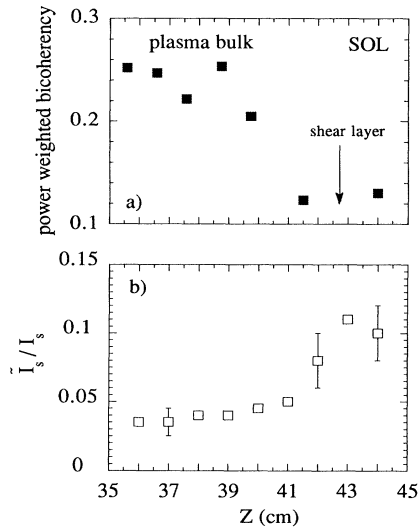 0.3
plasma bulk
SOL
power weighted bicoherency
0.2
shear layer
a)
0.1
0.15
b)
0.1
Ĩs / Is
0.05
0
35
37
39
41
43
45
Z (cm)